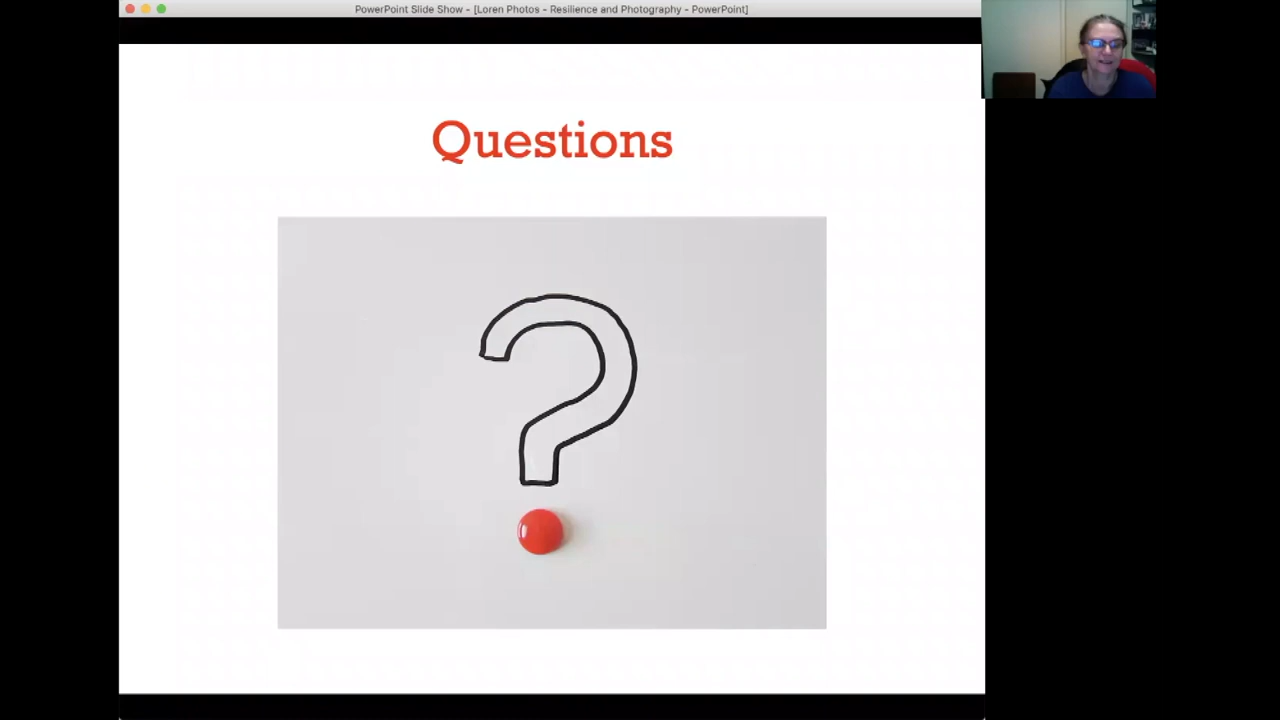 PowerPoint Slide Show - [Loren Photos - Resilience and Photography - PowerPoint]
Questions
?